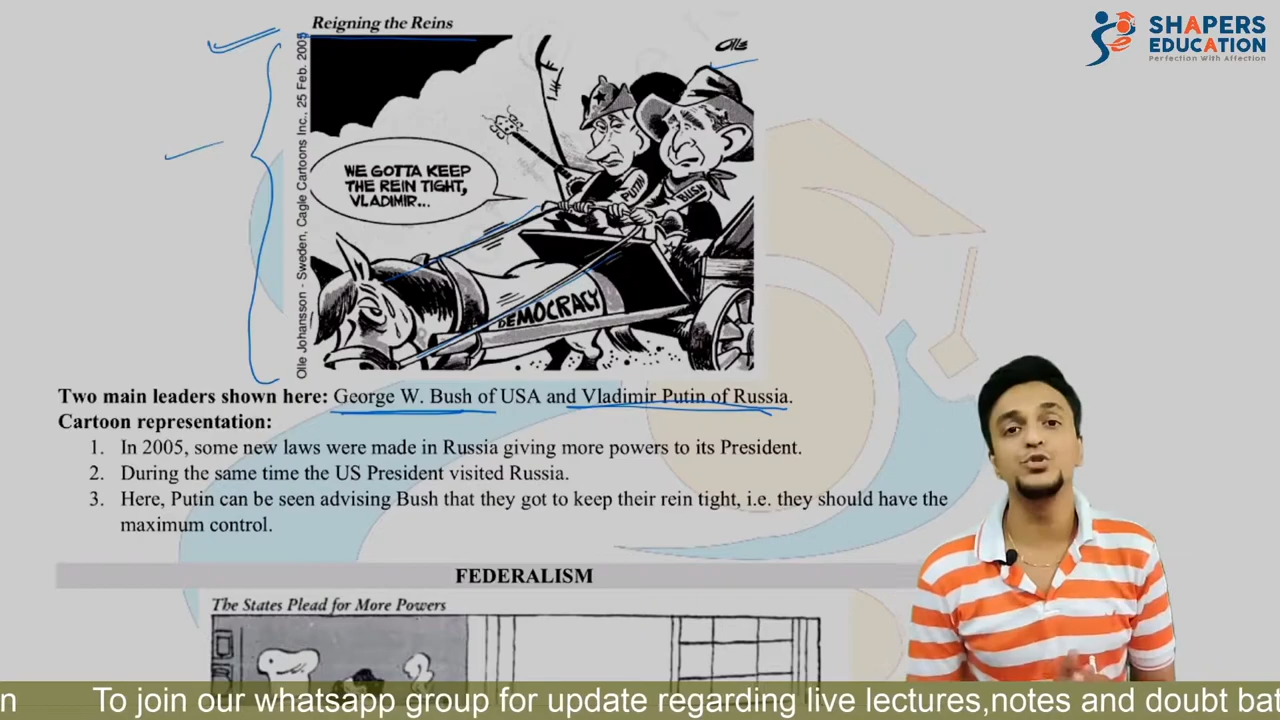 Reigning the Reins
SHAPERS
EDUCATION
Perfection With Affection
Olle
Olle Johansson - Sweden, Cagle Cartoons Inc., 25 Feb. 2005
WE GOTTA KEEP
THE REIN TIGHT,
VLADIMIR...
PUTIN
BUSH
DEMOCRACY
Two main leaders shown here: George W. Bush of USA and Vladimir Putin of Russia.
Cartoon representation:
1. In 2005, some new laws were made in Russia giving more powers to its President.
2. During the same time the US President visited Russia.
3. Here, Putin can be seen advising Bush that they got to keep their rein tight, i.e. they should have the
maximum control.
FEDERALISM
The States Plead for More Powers
n To join our whatsapp group for update regarding live lectures,notes and doubt bat